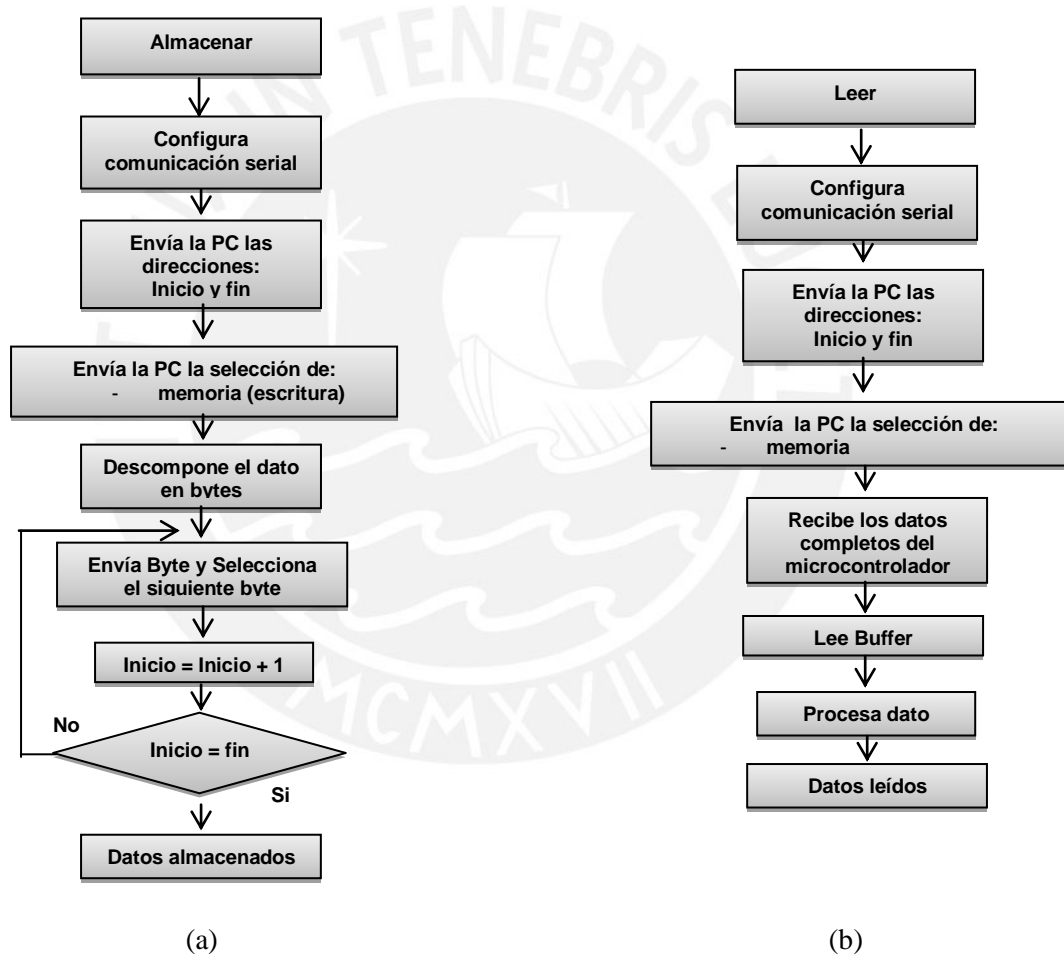 Almacenar
Configura
comunicación serial
Envía la PC las
direcciones:
Inicio y fin
Envía la PC la selección de:
- memoria (escritura)
Descompone el dato
en bytes
Envía Byte y Selecciona
el siguiente byte
Inicio = Inicio + 1
No
Inicio = fin
Si
Datos almacenados
(a)
Leer
Configura
comunicación serial
Envía la PC las
direcciones:
Inicio y fin
Envía la PC la selección de:
- memoria
Recibe los datos
completos del
microcontrolador
Lee Buffer
Procesa dato
Datos leídos
(b)
TENEBRIS
MCMXVII